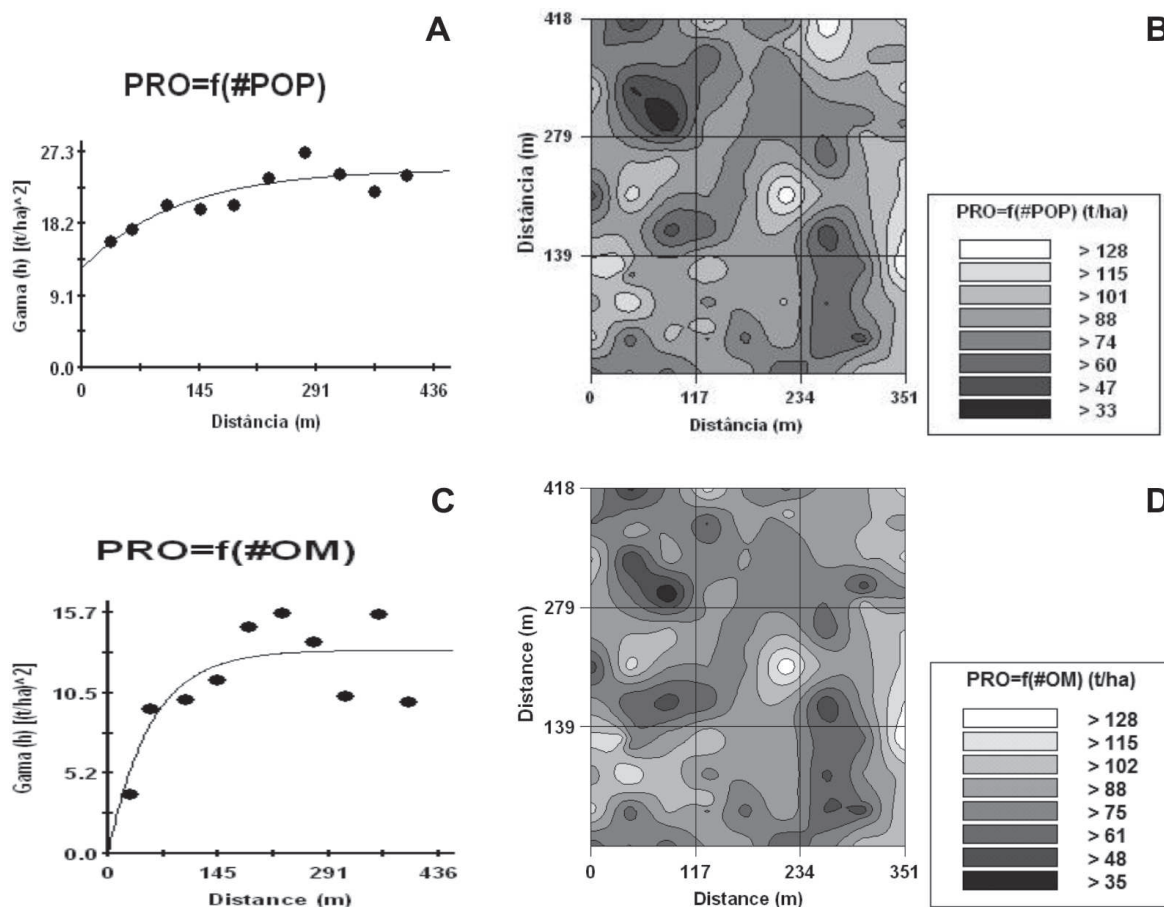 A
PRO=f(#POP)
Gama (h) [(t/ha)^2]
27.3
18.2
9.1
0.0
0 145 291 436
Distância (m)
B
Distância (m)
418
279
139
0 117 234 351
Distância (m)
PRO=f(#POP) (t/ha)
> 128
> 115
> 101
> 88
> 74
> 60
> 47
> 33
C
PRO=f(#OM)
Gama (h) [(t/ha)^2]
15.7
10.5
5.2
0.0
0 145 291 436
Distance (m)
D
Distance (m)
418
279
139
0 117 234 351
Distance (m)
PRO=f(#OM) (t/ha)
> 128
> 115
> 102
> 88
> 75
> 61
> 48
> 35